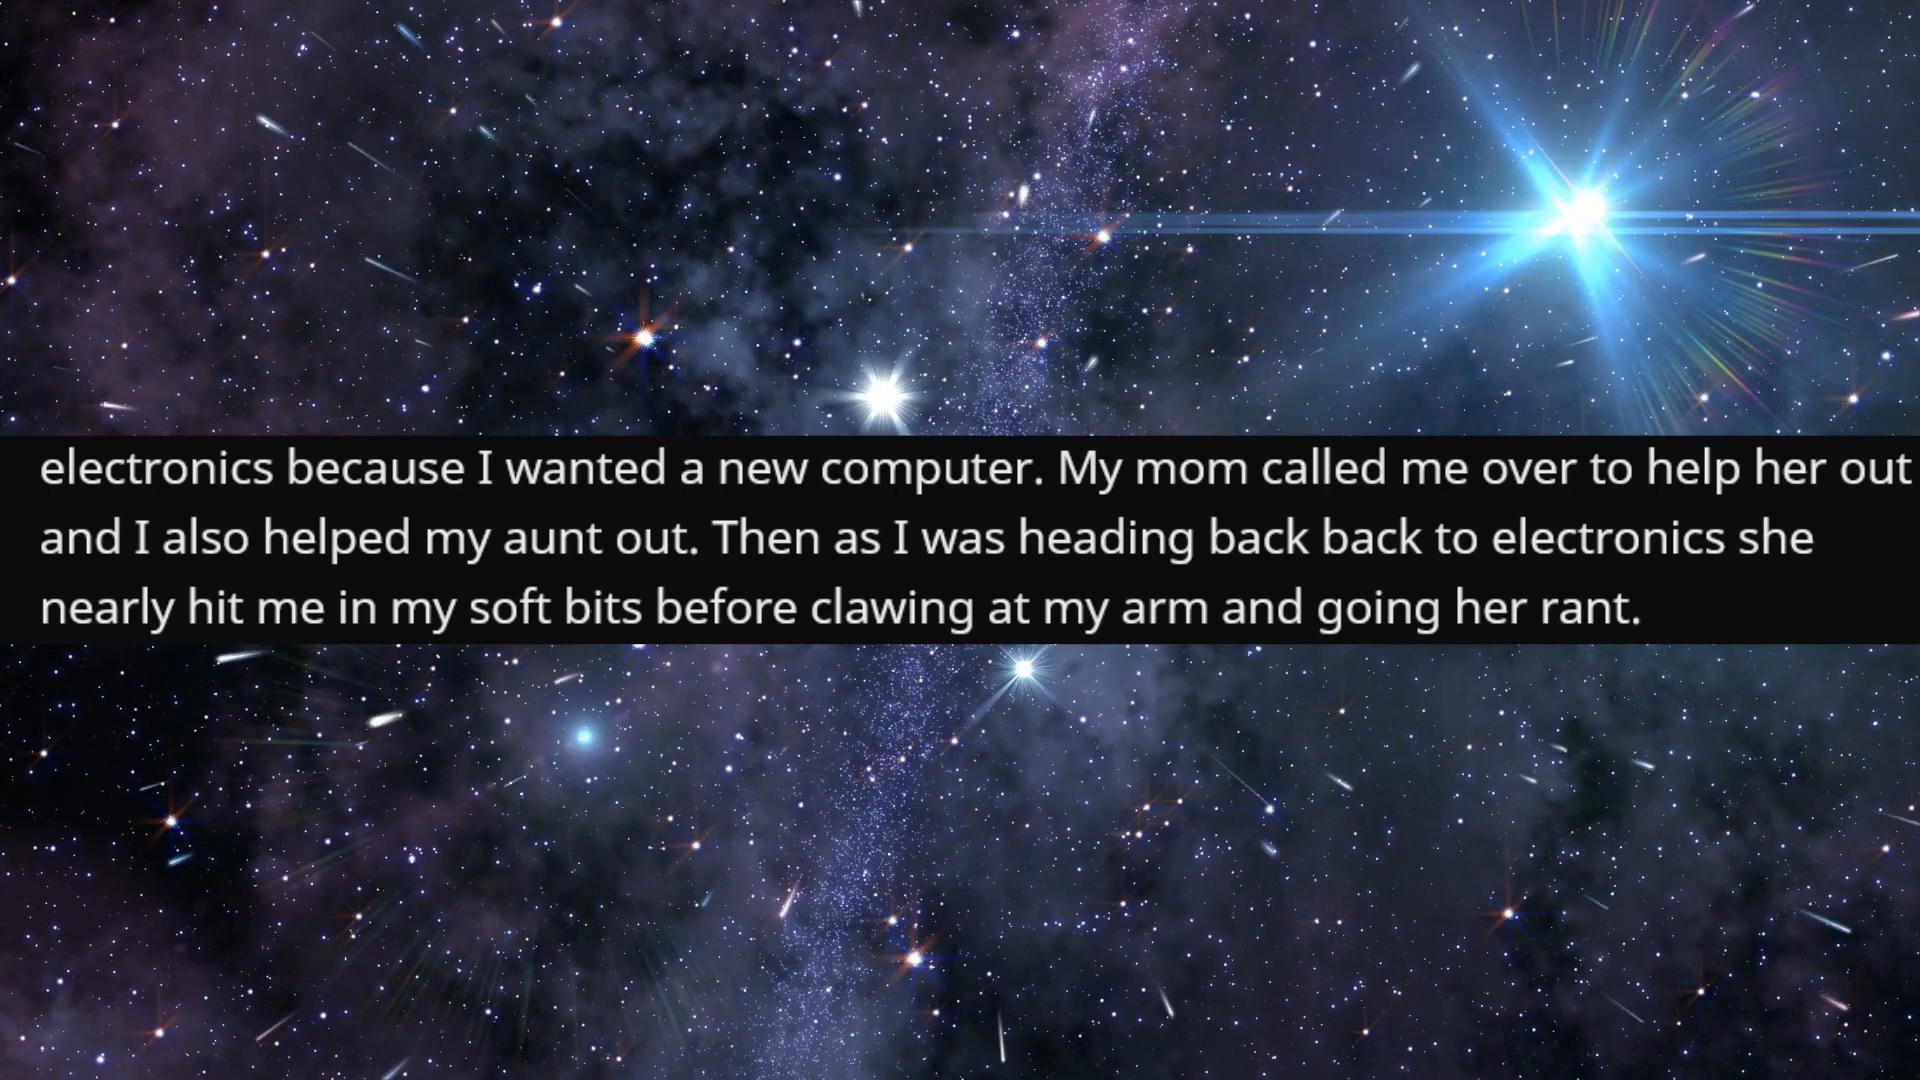 electronics because I wanted a new computer. My mom called me over to help her out
and I also helped my aunt out. Then as I was heading back back to electronics she
nearly hit me in my soft bits before clawing at my arm and going her rant.